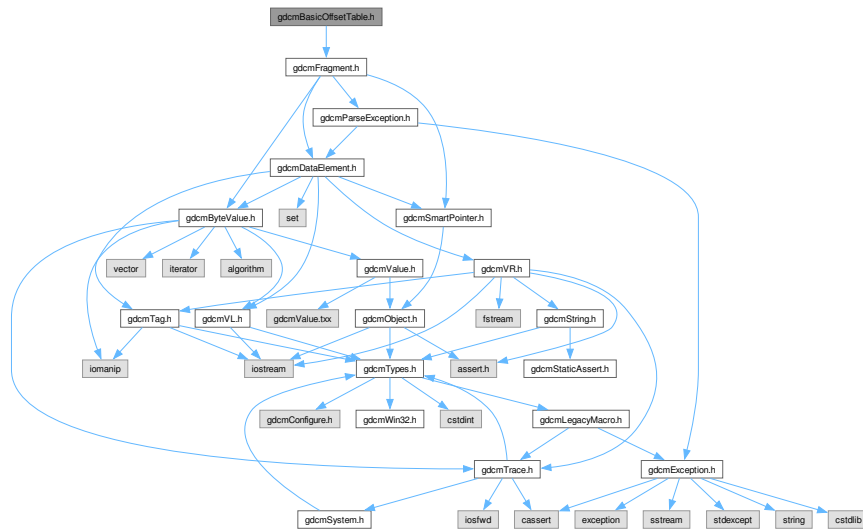 gdcmBasicOffsetTable.h
gdcmFragment.h
gdcmParseException.h
gdcmDataElement.h
gdcmByteValue.h
set
gdcmSmartPointer.h
vector
iterator
algorithm
gdcmValue.h
gdcmVR.h
gdcmTag.h
gdcmVL.h
gdcmValue.txx
gdcmObject.h
fstream
gdcmString.h
iomanip
iostream
gdcmTypes.h
assert.h
gdcmStaticAssert.h
gdcmConfigure.h
gdcmWin32.h
cstdint
gdcmLegacyMacro.h
gdcmTrace.h
gdcmException.h
gdcmSystem.h
iosfwd
cassert
exception
sstream
stdexcept
string
cstdlib